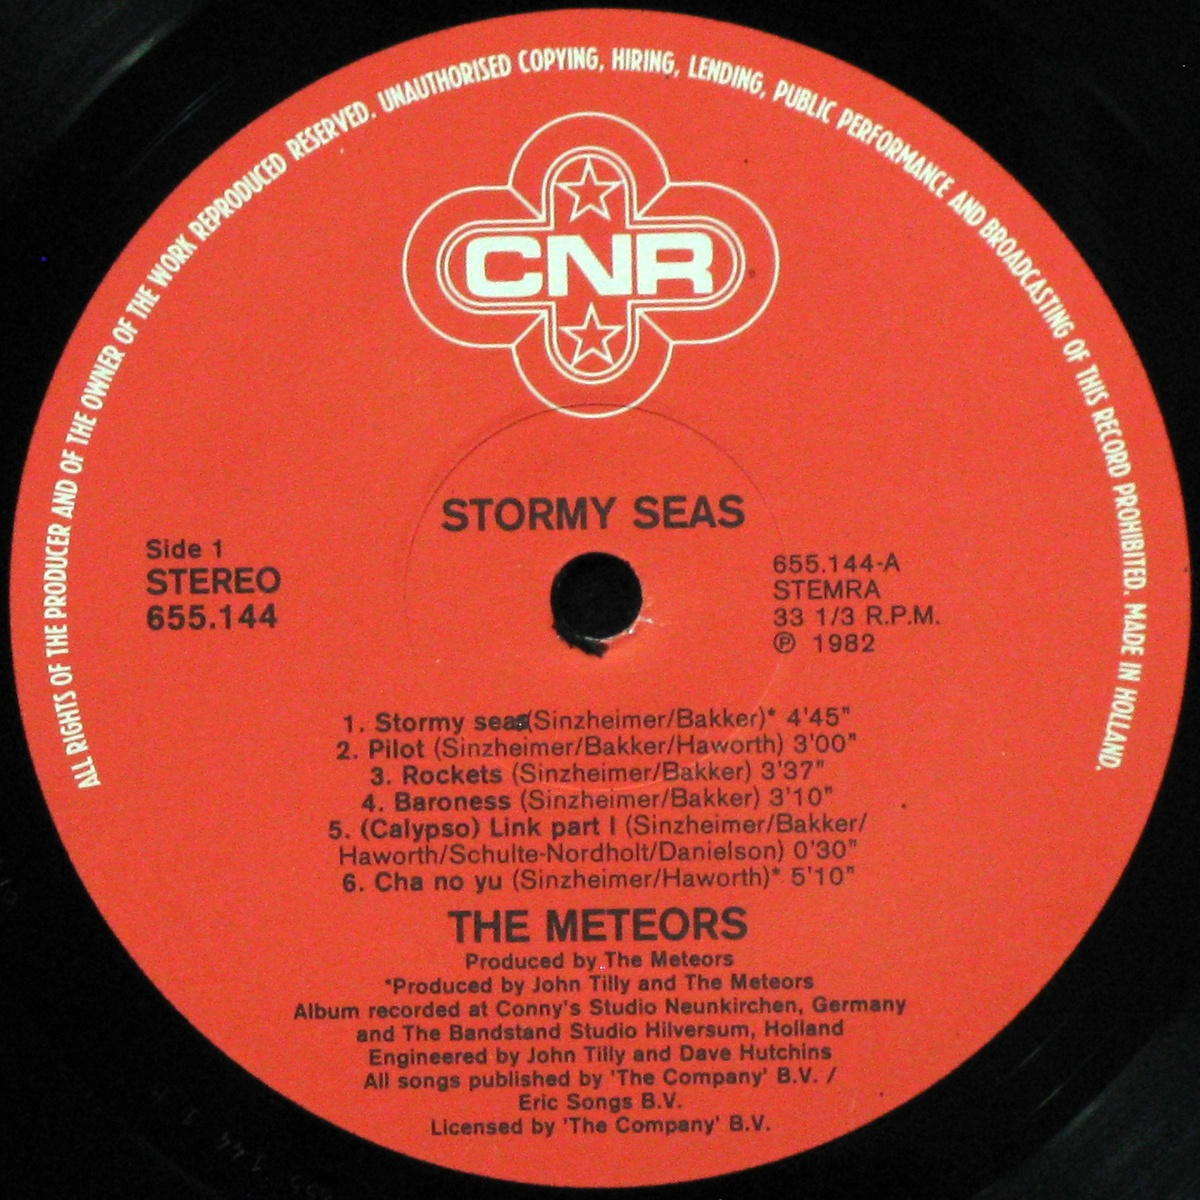 ALL RIGHTS OF THE PRODUCER AND OF THE OWNER OF THE WORK REPRODUCED RESERVED. UNAUTHORISED COPYING, HIRING, LENDING, PUBLIC PERFORMANCE AND BROADCASTING OF THIS RECORD PROHIBITED. MADE IN HOLLAND.
CNR
STORMY SEAS
Side 1
STEREO
655.144
655.144-A
STEMRA
33 1/3 R.P.M.
℗ 1982
1. Stormy seas(Sinzheimer/Bakker)* 4'45"
2. Pilot (Sinzheimer/Bakker/Haworth) 3'00"
3. Rockets (Sinzheimer/Bakker) 3'37"
4. Baroness (Sinzheimer/Bakker) 3'10"
5. (Calypso) Link part I (Sinzheimer/Bakker/
Haworth/Schulte-Nordholt/Danielson) 0'30"
6. Cha no yu (Sinzheimer/Haworth)* 5'10"
THE METEORS
Produced by The Meteors
*Produced by John Tilly and The Meteors
Album recorded at Conny's Studio Neunkirchen, Germany
and The Bandstand Studio Hilversum, Holland
Engineered by John Tilly and Dave Hutchins
All songs published by 'The Company' B.V. /
Eric Songs B.V.
Licensed by 'The Company' B.V.